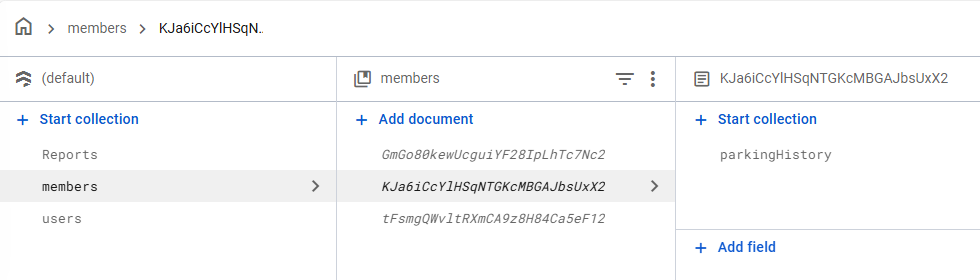 members KJa6iCcYlHSqN..
(default)
members
KJa6iCcYlHSqNTGKcMBGAJbsUxX2
+ Start collection
+ Add document
+ Start collection
Reports
GmGo80kewUcguiYF28IpLhTc7Nc2
parkingHistory
members
KJa6iCcYlHSqNTGKcMBGAJbsUxX2
users
tFsmgQWvltRXmCA9z8H84Ca5eF12
+ Add field